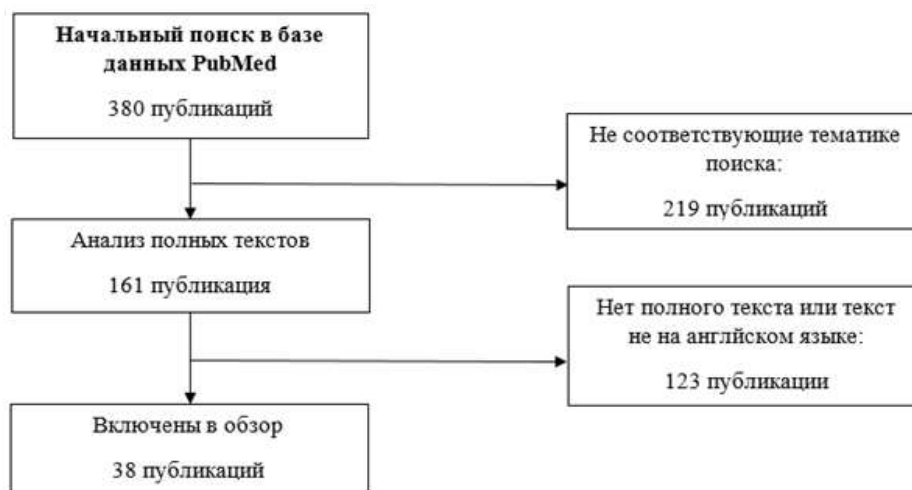 Начальный поиск в базе
данных PubMed
380 публикаций
Не соответствующие тематике
поиска:
219 публикаций
Анализ полных текстов
161 публикация
Нет полного текста или текст
не на англйском языке:
123 публикации
Включены в обзор
38 публикаций